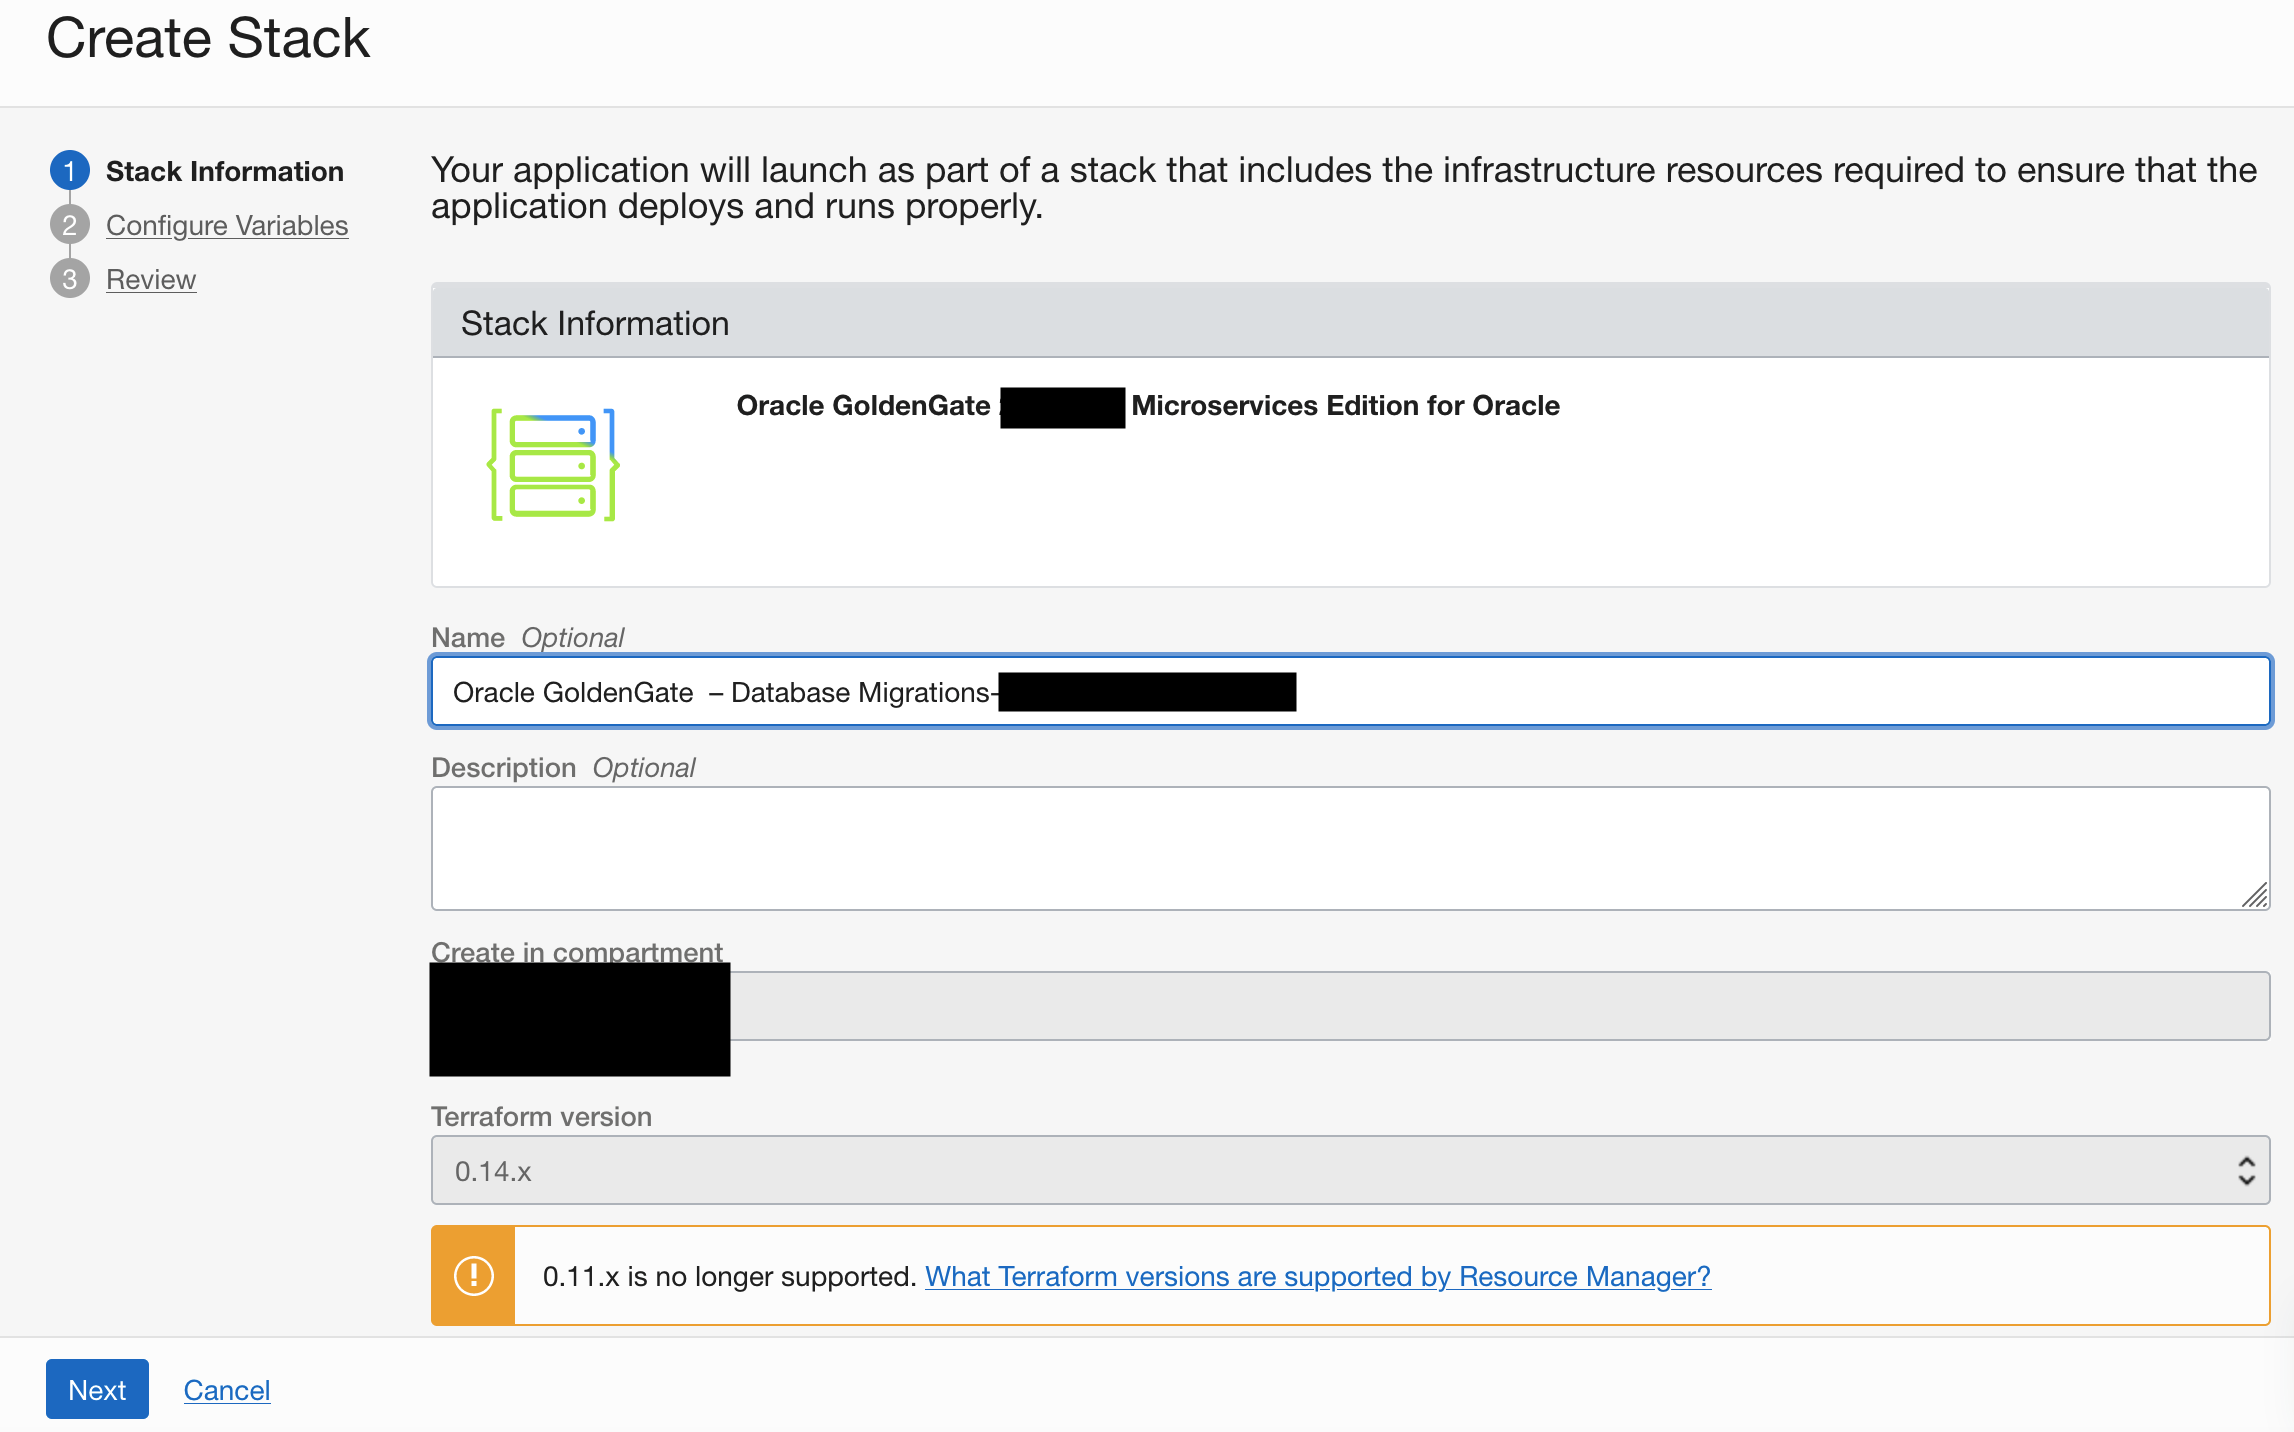 Create Stack
1 Stack Information
2 Configure Variables
3 Review
Your application will launch as part of a stack that includes the infrastructure resources required to ensure that the
application deploys and runs properly.
Stack Information
Oracle GoldenGate Microservices Edition for Oracle
Name Optional
Oracle GoldenGate – Database Migrations-
Description Optional
Create in compartment
Terraform version
0.14.x
0.11.x is no longer supported. What Terraform versions are supported by Resource Manager?
Next Cancel